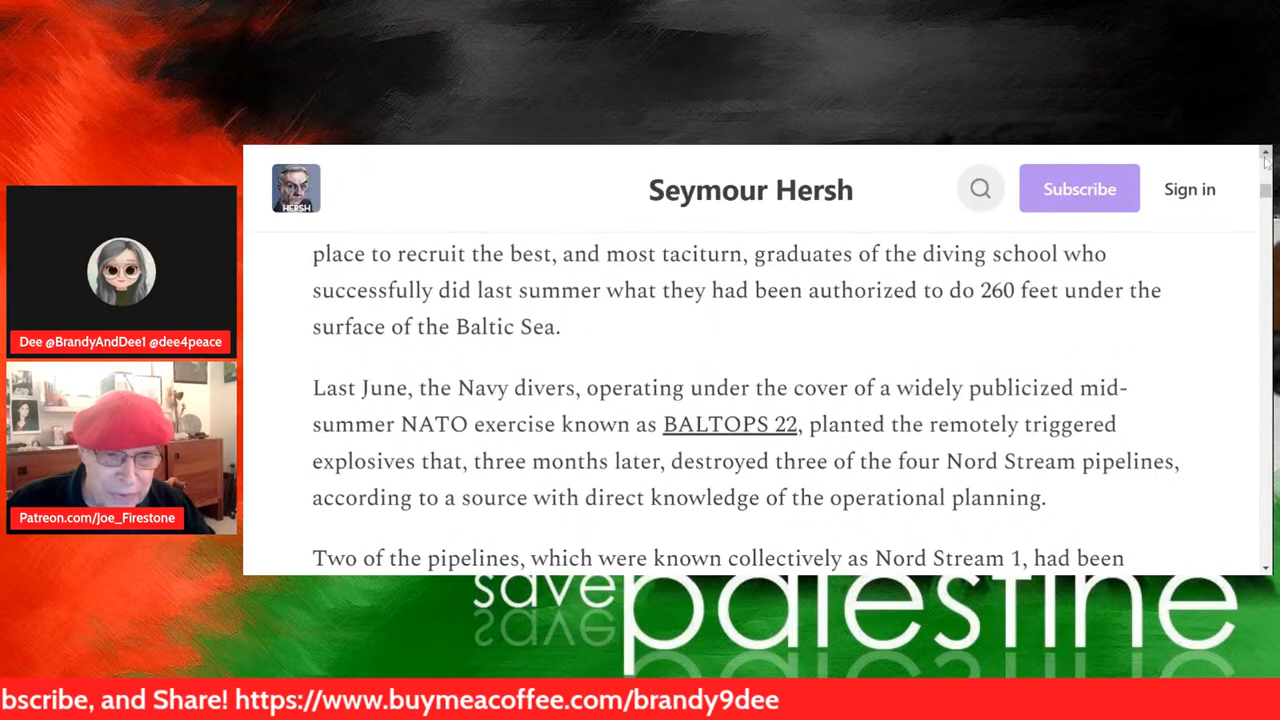 HERSH
Seymour Hersh
Subscribe
Sign in
place to recruit the best, and most taciturn, graduates of the diving school who
successfully did last summer what they had been authorized to do 260 feet under the
surface of the Baltic Sea.
Last June, the Navy divers, operating under the cover of a widely publicized mid-
summer NATO exercise known as BALTOPS 22, planted the remotely triggered
explosives that, three months later, destroyed three of the four Nord Stream pipelines,
according to a source with direct knowledge of the operational planning.
Two of the pipelines, which were known collectively as Nord Stream 1, had been
Dee @BrandyAndDee1 @dee4peace
Patreon.com/Joe_Firestone
save palestine
bscribe, and Share! https://www.buymeacoffee.com/brandy9dee